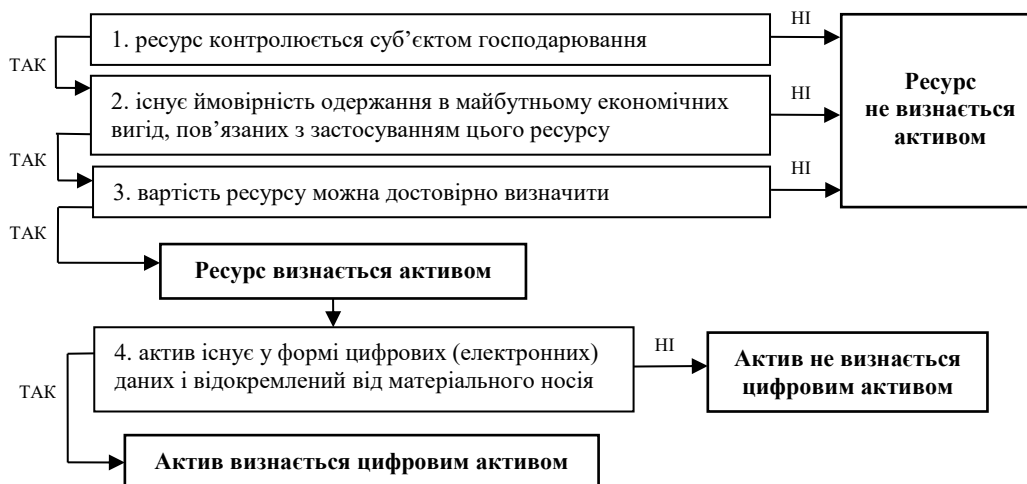 НІ
1. ресурс контролюється суб’єктом господарювання
ТАК
Ресурс
не визнається
активом
НІ
2. існує ймовірність одержання в майбутньому економічних
вигід, пов’язаних з застосуванням цього ресурсу
ТАК
НІ
3. вартість ресурсу можна достовірно визначити
ТАК
Ресурс визнається активом
4. актив існує у формі цифрових (електронних)
даних і відокремлений від матеріального носія
НІ
Актив не визнається
цифровим активом
ТАК
Актив визнається цифровим активом